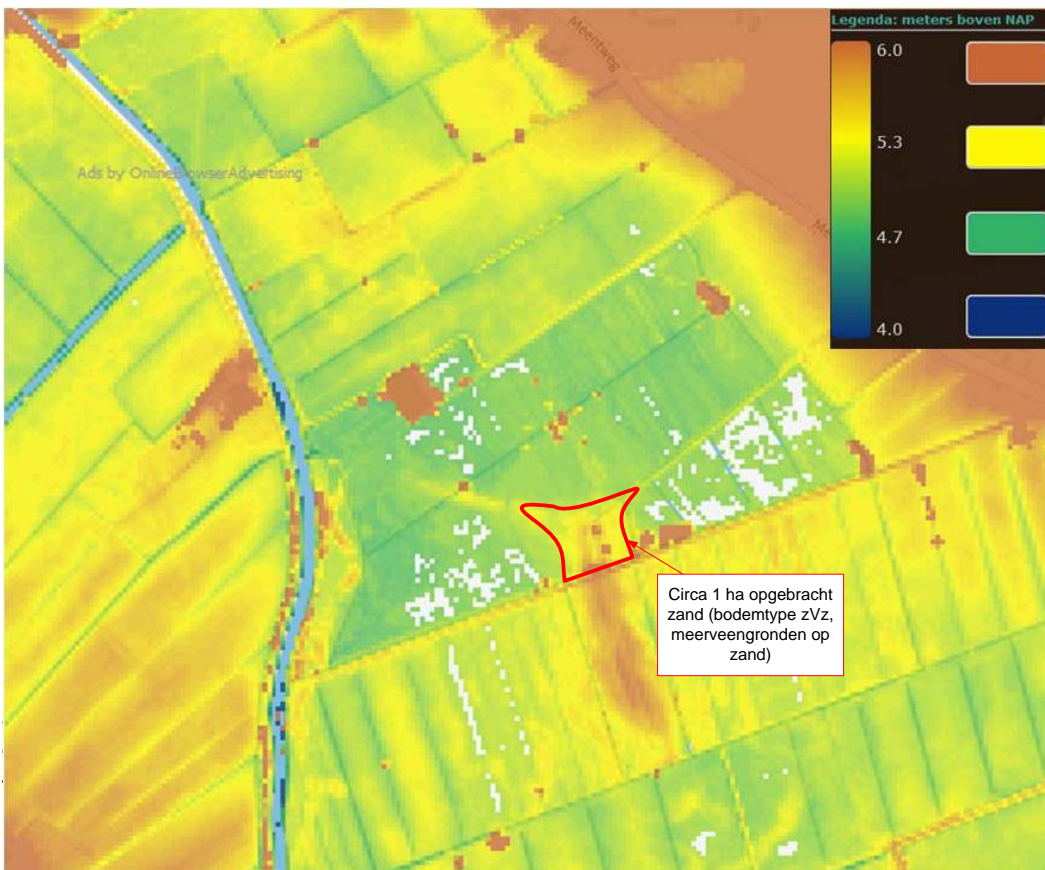 Meentweg
Legenda: meters boven NAP
6.0
5.3
4.7
4.0
Ads by OnlineBrowserAdvertising
Circa 1 ha opgebracht
zand (bodemtype zVz,
meerveengronden op
zand)